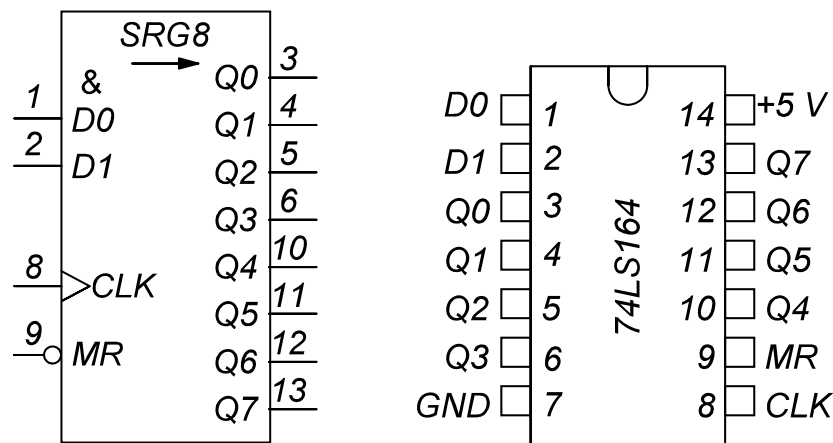 SRG8
&
1 D0
2 D1
8 CLK
9 MR
Q0 3
Q1 4
Q2 5
Q3 6
Q4 10
Q5 11
Q6 12
Q7 13
D0 1 14 +5 V
D1 2 13 Q7
Q0 3 12 Q6
Q1 4 11 Q5
Q2 5 10 Q4
Q3 6 9 MR
GND 7 8 CLK
74LS164